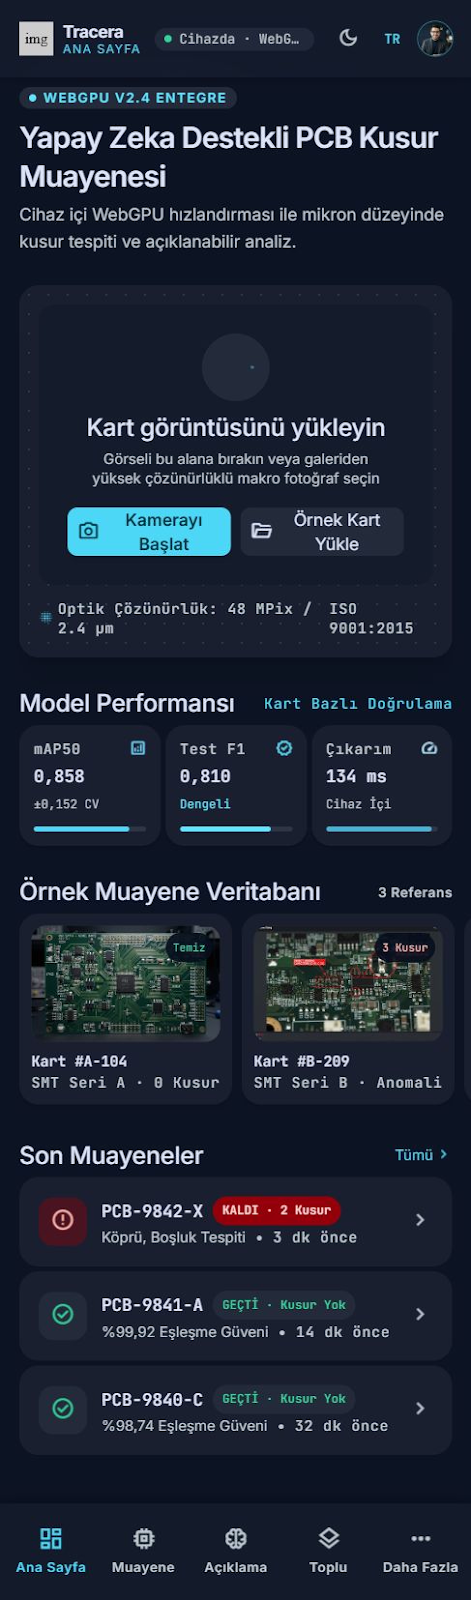 img
Tracera
ANA SAYFA
Cihazda · WebG…
TR
WEBGPU V2.4 ENTEGRE
Yapay Zeka Destekli PCB Kusur
Muayenesi
Cihaz içi WebGPU hızlandırması ile mikron düzeyinde
kusur tespiti ve açıklanabilir analiz.
Kart görüntüsünü yükleyin
Görseli bu alana bırakın veya galeriden
yüksek çözünürlüklü makro fotoğraf seçin
Kamerayı
Başlat
Örnek Kart
Yükle
Optik Çözünürlük: 48 MPix /
2.4 µm
ISO
9001:2015
Model Performansı
Kart Bazlı Doğrulama
mAP50
0,858
±0,152 CV
Test F1
0,810
Dengeli
Çıkarım
134 ms
Cihaz İçi
Örnek Muayene Veritabanı
3 Referans
Temiz
Kart #A-104
SMT Seri A · 0 Kusur
3 Kusur
Kart #B-209
SMT Seri B · Anomali
Son Muayeneler
Tümü
PCB-9842-X KALDI · 2 Kusur
Köprü, Boşluk Tespiti • 3 dk önce
PCB-9841-A GEÇTİ · Kusur Yok
%99,92 Eşleşme Güveni • 14 dk önce
PCB-9840-C GEÇTİ · Kusur Yok
%98,74 Eşleşme Güveni • 32 dk önce
Ana Sayfa
Muayene
Açıklama
Toplu
Daha Fazla